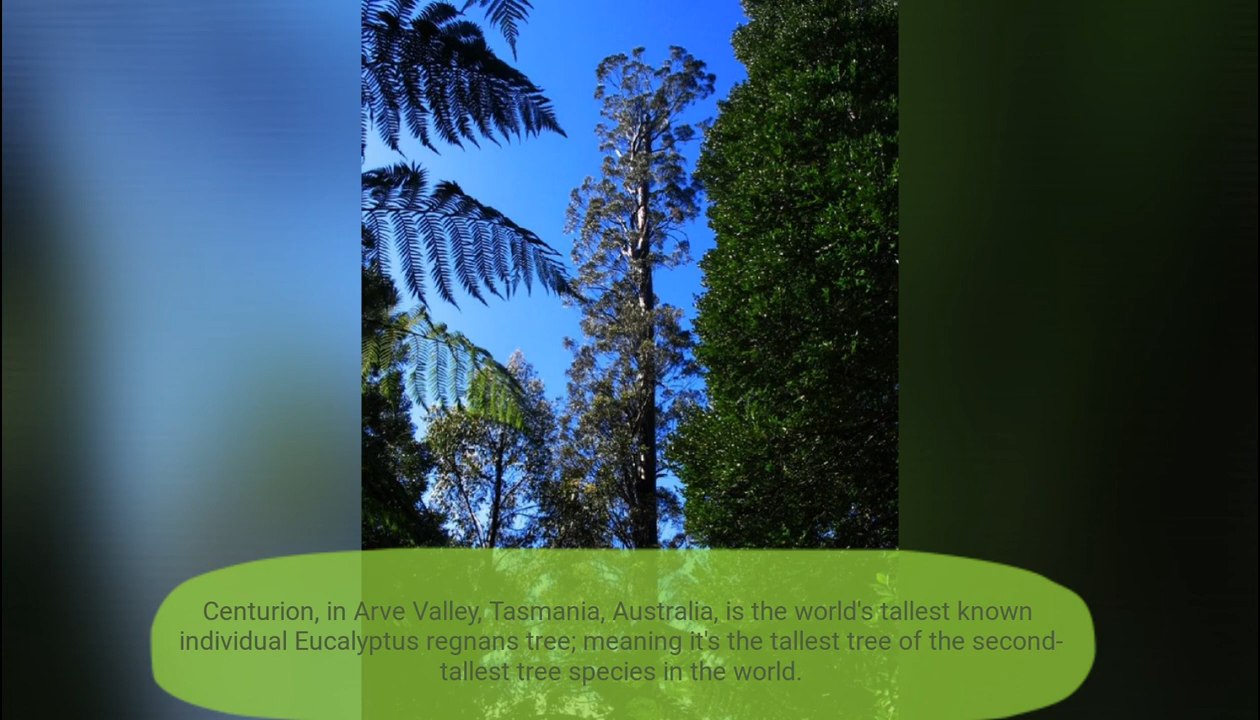 Centurion, in Arve Valley, Tasmania, Australia, is the world's tallest known
individual Eucalyptus regnans tree; meaning it's the tallest tree of the second-
tallest tree species in the world.